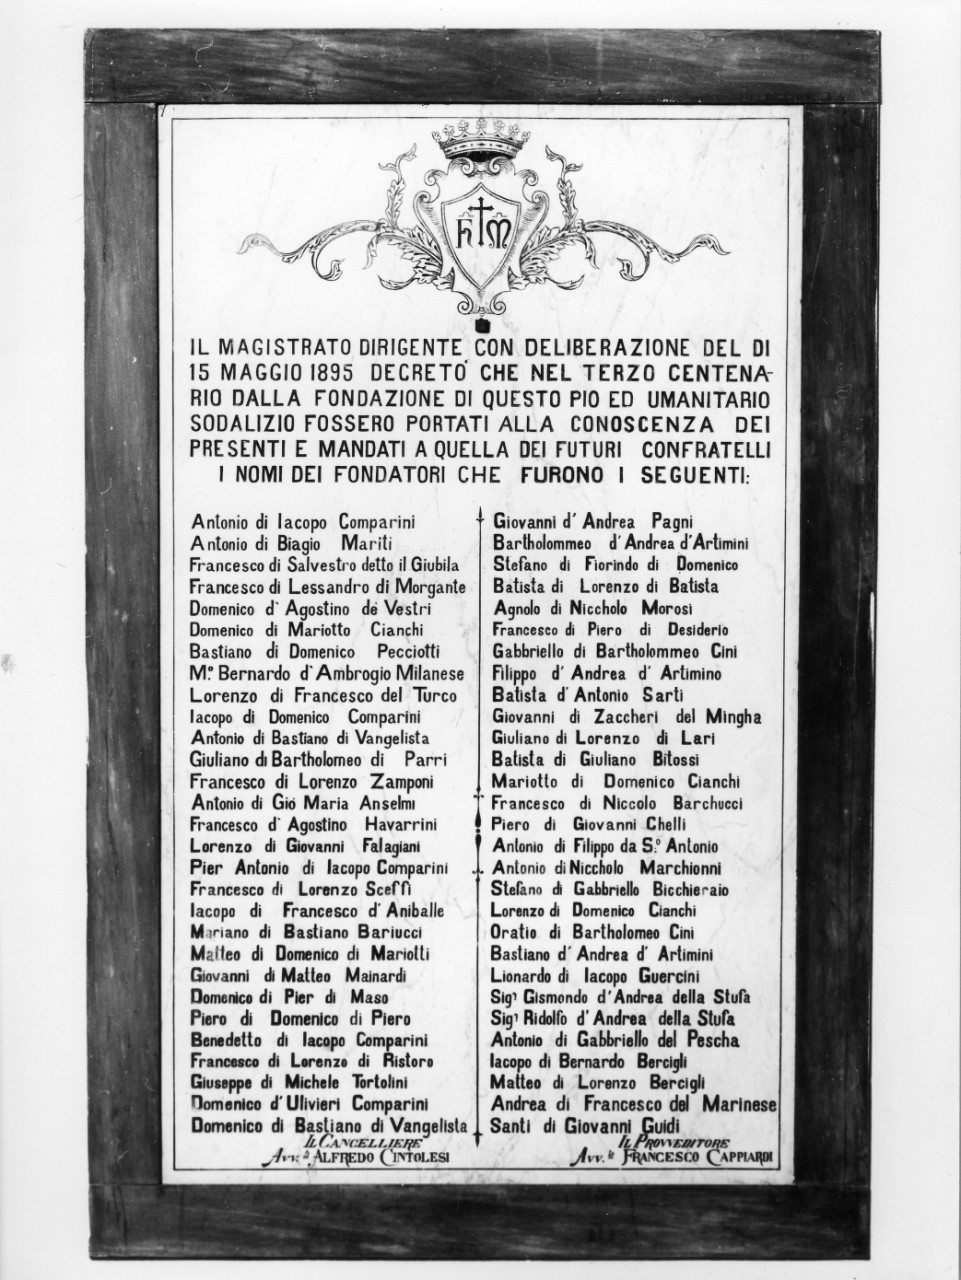 h † M
IL MAGISTRATO DIRIGENTE CON DELIBERAZIONE DEL DI
15 MAGGIO 1895 DECRETO' CHE NEL TERZO CENTENA-
RIO DALLA FONDAZIONE DI QUESTO PIO ED UMANITARIO
SODALIZIO FOSSERO PORTATI ALLA CONOSCENZA DEI
PRESENTI E MANDATI A QUELLA DEI FUTURI CONFRATELLI
I NOMI DEI FONDATORI CHE FURONO I SEGUENTI:
Antonio di Iacopo Comparini
Antonio di Biagio Mariti
Francesco di Salvestro detto il Giubila
Francesco di Lessandro di Morgante
Domenico d' Agostino de' Vestri
Domenico di Mariotto Cianchi
Bastiano di Domenico Pecciotti
M.º Bernardo d'Ambrogio Milanese
Lorenzo di Francesco del Turco
Iacopo di Domenico Comparini
Antonio di Bastiano di Vangelista
Giuliano di Bartholomeo di Parri
Francesco di Lorenzo Zamponi
Antonio di Gio Maria Anselmi
Francesco d' Agostino Havarrini
Lorenzo di Giovanni Falagiani
Pier Antonio di Iacopo Comparini
Francesco di Lorenzo Sceffi
Iacopo di Francesco d'Aniballe
Mariano di Bastiano Bariucci
Matteo di Domenico di Mariotti
Giovanni di Matteo Mainardi
Domenico di Pier di Maso
Piero di Domenico di Piero
Benedetto di Iacopo Comparini
Francesco di Lorenzo di Ristoro
Giuseppe di Michele Tortolini
Domenico d'Ulivieri Comparini
Domenico di Bastiano di Vangelista
IL CANCELLIERE
Avv.to ALFREDO CINTOLESI
Giovanni d' Andrea Pagni
Bartholommeo d'Andrea d'Artimini
Stefano di Fiorindo di Domenico
Batista di Lorenzo di Batista
Agnolo di Niccholo Morosi
Francesco di Piero di Desiderio
Gabbriello di Bartholommeo Cini
Filippo d' Andrea d' Artimino
Batista d' Antonio Sarti
Giovanni di Zaccheri del Mingha
Giuliano di Lorenzo di Lari
Batista di Giuliano Bitossi
Mariotto di Domenico Cianchi
Francesco di Niccolo Barchucci
Piero di Giovanni Chelli
Antonio di Filippo da S.º Antonio
Antonio di Niccholo Marchionni
Stefano di Gabbriello Bicchieraio
Lorenzo di Domenico Cianchi
Oratio di Bartholomeo Cini
Bastiano d' Andrea d' Artimini
Lionardo di Iacopo Guercini
Sigr Gismondo d'Andrea della Stufa
Sigr Ridolfo d' Andrea della Stufa
Antonio di Gabbriello del Pescha
Iacopo di Bernardo Bercigli
Matteo di Lorenzo Bercigli
Andrea di Francesco del Marinese
Santi di Giovanni Guidi
IL PROVVEDITORE
Avv.to FRANCESCO CAPPIARDI